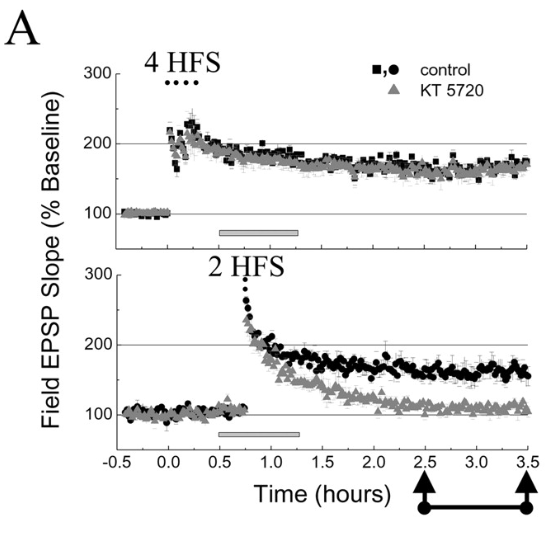 A
4 HFS
control
KT 5720
300
200
100
Field EPSP Slope (% Baseline)
2 HFS
300
200
100
-0.5 0.0 0.5 1.0 1.5 2.0 2.5 3.0 3.5
Time (hours)